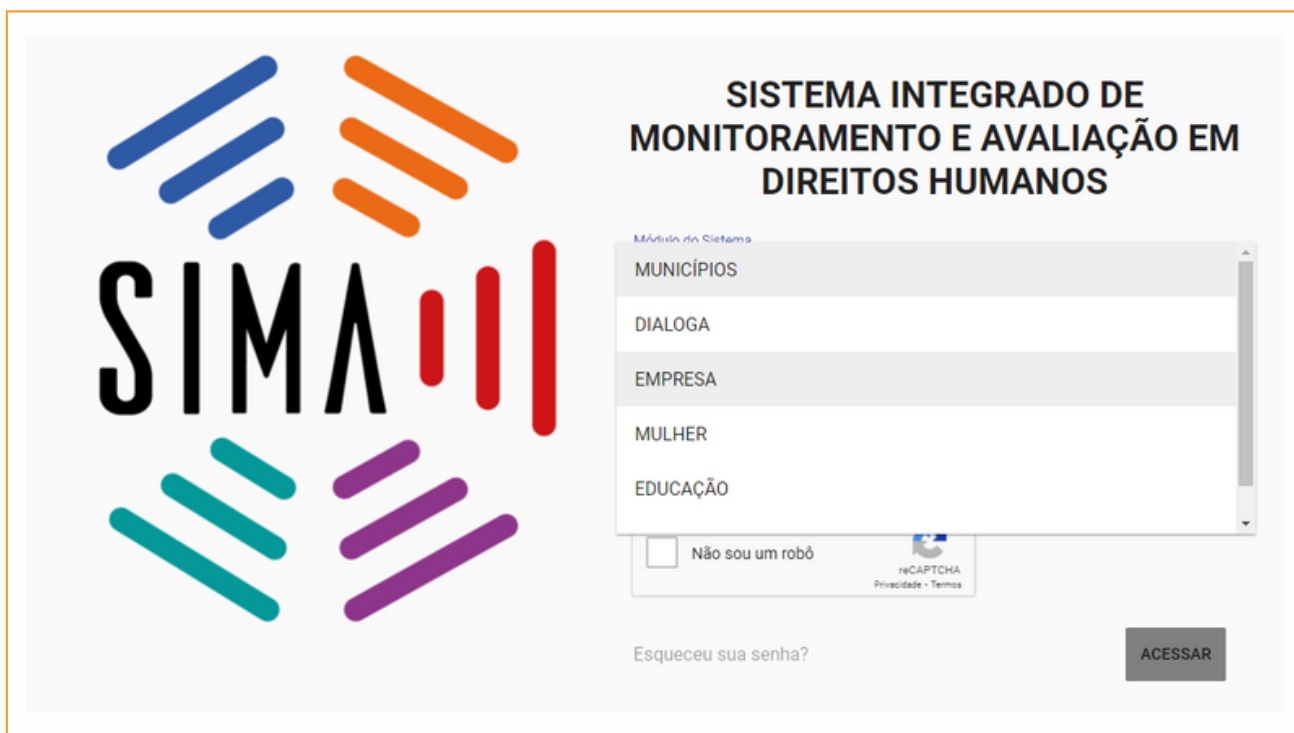 SIMA
SISTEMA INTEGRADO DE
MONITORAMENTO E AVALIAÇÃO EM
DIREITOS HUMANOS
Módulo do Sistema
MUNICÍPIOS
DIALOGA
EMPRESA
MULHER
EDUCAÇÃO
Não sou um robô
reCAPTCHA
Privacidade - Termos
Esqueceu sua senha?
ACESSAR